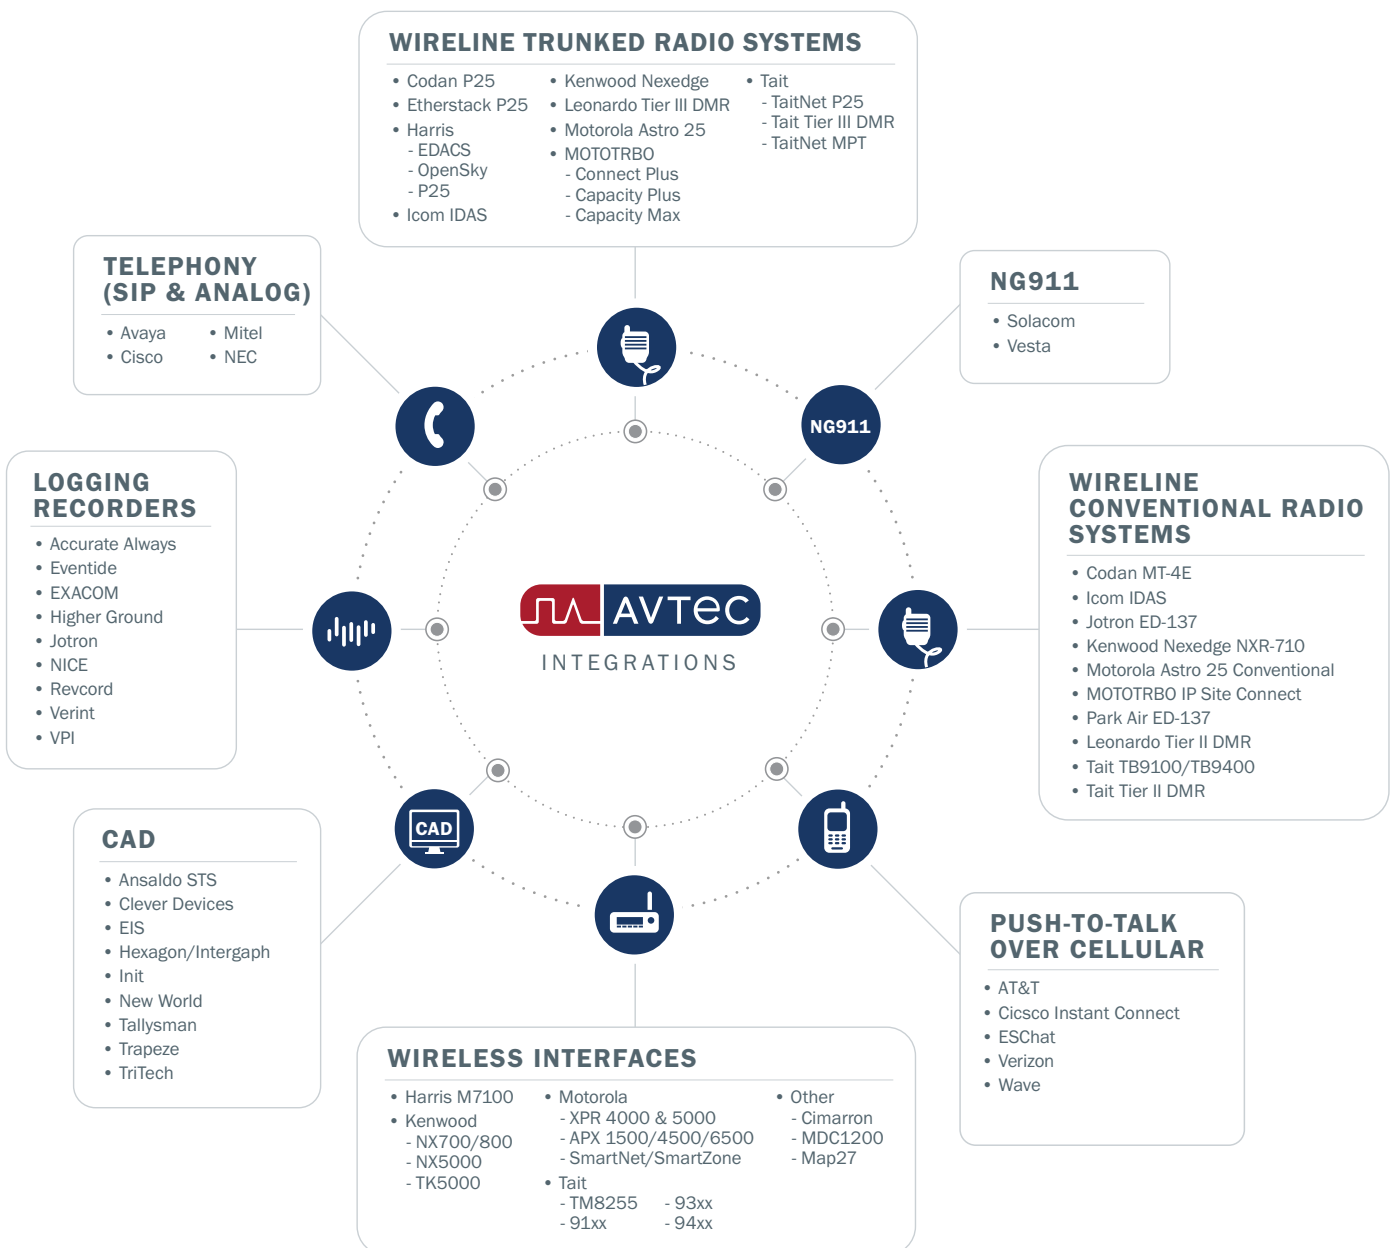 WIRELINE TRUNKED RADIO SYSTEMS
• Codan P25
• Etherstack P25
• Harris
- EDACS
- OpenSky
- P25
• Icom IDAS
• Kenwood Nexedge
• Leonardo Tier III DMR
• Motorola Astro 25
• MOTOTRBO
- Connect Plus
- Capacity Plus
- Capacity Max
• Tait
- TaitNet P25
- Tait Tier III DMR
- TaitNet MPT
TELEPHONY
(SIP & ANALOG)
• Avaya
• Cisco
• Mitel
• NEC
NG911
• Solacom
• Vesta
NG911
LOGGING
RECORDERS
• Accurate Always
• Eventide
• EXACOM
• Higher Ground
• Jotron
• NICE
• Revcord
• Verint
• VPI
AVTEC
INTEGRATIONS
WIRELINE
CONVENTIONAL RADIO
SYSTEMS
• Codan MT-4E
• Icom IDAS
• Jotron ED-137
• Kenwood Nexedge NXR-710
• Motorola Astro 25 Conventional
• MOTOTRBO IP Site Connect
• Park Air ED-137
• Leonardo Tier II DMR
• Tait TB9100/TB9400
• Tait Tier II DMR
CAD
CAD
• Ansaldo STS
• Clever Devices
• EIS
• Hexagon/Intergaph
• Init
• New World
• Tallysman
• Trapeze
• TriTech
PUSH-TO-TALK
OVER CELLULAR
• AT&T
• Cicsco Instant Connect
• ESChat
• Verizon
• Wave
WIRELESS INTERFACES
• Harris M7100
• Kenwood
- NX700/800
- NX5000
- TK5000
• Motorola
- XPR 4000 & 5000
- APX 1500/4500/6500
- SmartNet/SmartZone
• Tait
- TM8255
- 91xx
- 93xx
- 94xx
• Other
- Cimarron
- MDC1200
- Map27